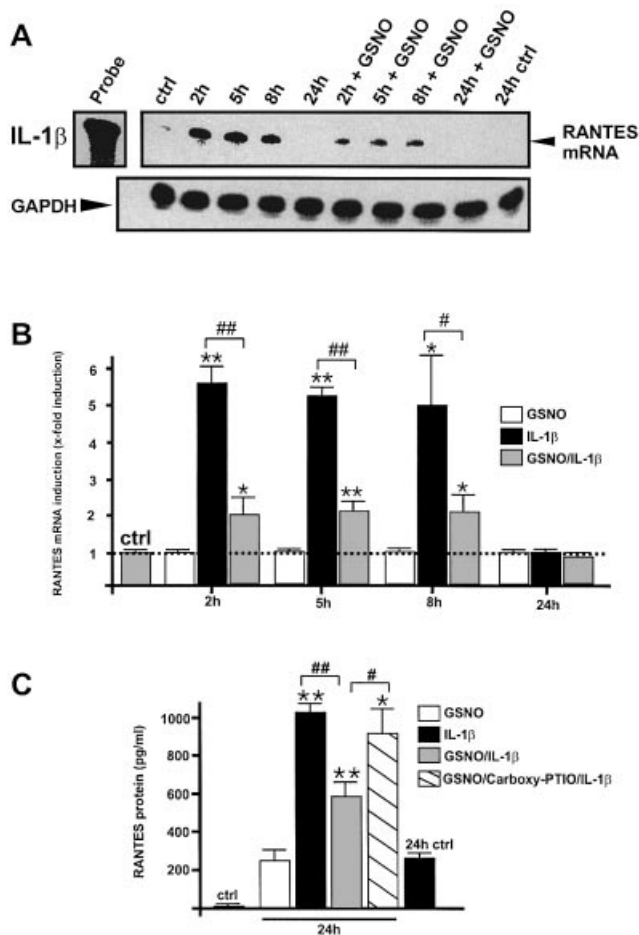 A
Probe
ctrl
2h
5h
8h
24h
2h + GSNO
5h + GSNO
8h + GSNO
24h + GSNO
24h ctrl
IL-1β
RANTES
mRNA
GAPDH
B
RANTES mRNA induction (x-fold induction)
6
5
4
3
2
1
ctrl
##
**
*
##
**
**
#
*
*
GSNO
IL-1β
GSNO/IL-1β
2h
5h
8h
24h
C
RANTES protein (pg/ml)
1000
800
600
400
200
ctrl
##
#
**
**
*
24h ctrl
GSNO
IL-1β
GSNO/IL-1β
GSNO/Carboxy-PTIO/IL-1β
24h